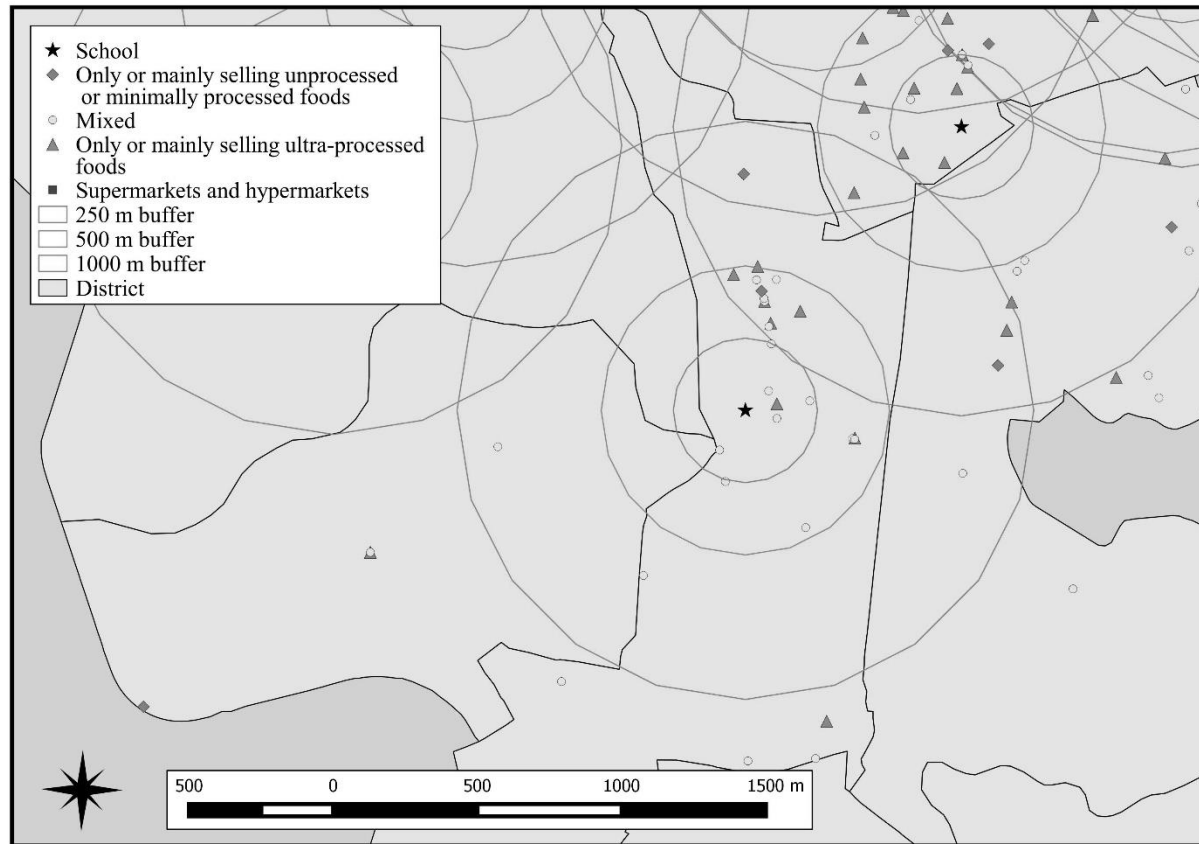 School
Only or mainly selling unprocessed
or minimally processed foods
Mixed
Only or mainly selling ultra-processed
foods
Supermarkets and hypermarkets
250 m buffer
500 m buffer
1000 m buffer
District
500 0 500 1000 1500 m